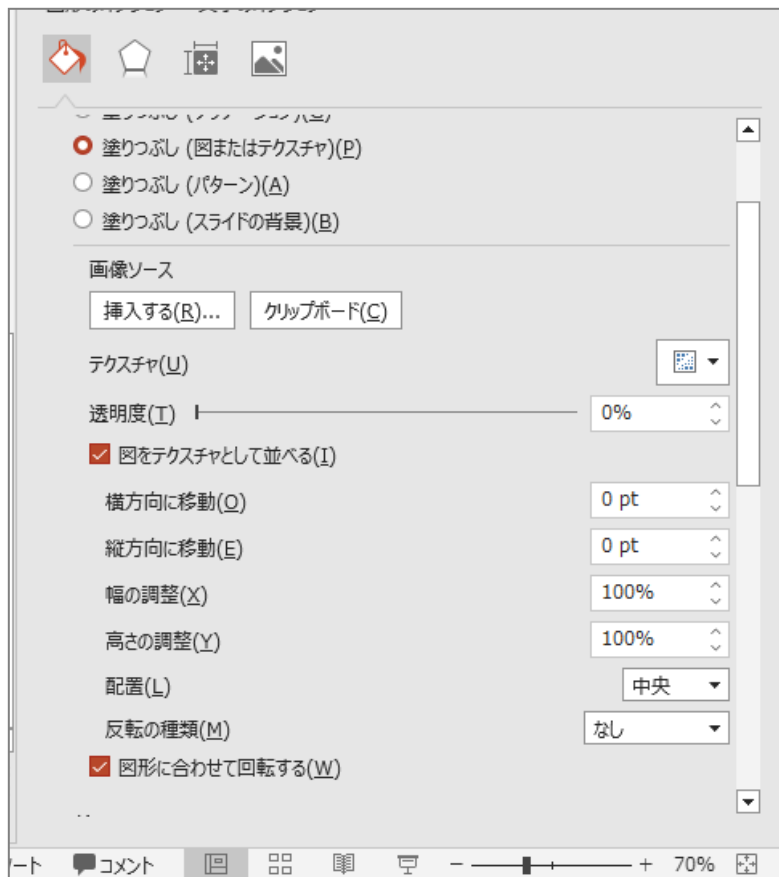 塗りつぶし (図またはテクスチャ)(P)
塗りつぶし (パターン)(A)
塗りつぶし (スライドの背景)(B)
画像ソース
挿入する(R)... クリップボード(C)
テクスチャ(U)
透明度(T) 0%
図をテクスチャとして並べる(I)
横方向に移動(O) 0 pt
縦方向に移動(E) 0 pt
幅の調整(X) 100%
高さの調整(Y) 100%
配置(L) 中央
反転の種類(M) なし
図形に合わせて回転する(W)
コメント 70%